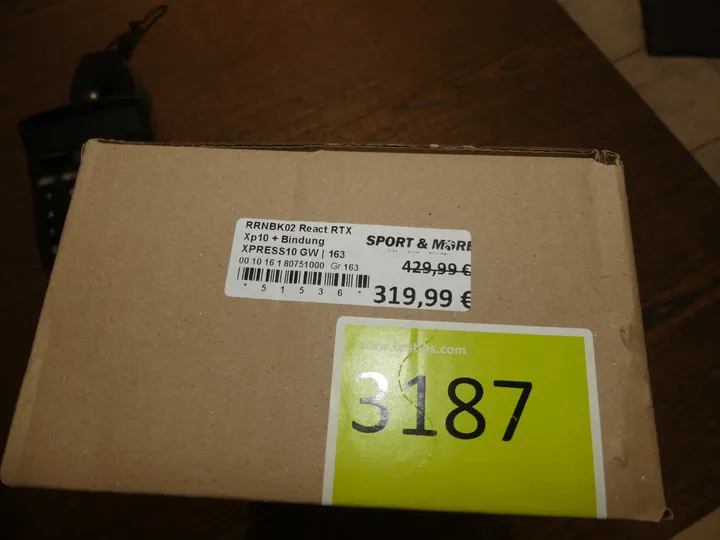 RRNBK02 React RTX
Xp10 + Bindung
XPRESS10 GW | 163
00 10 16 1 80751000 Gr.163
* 5 1 5 3 6 *
SPORT & MORE
429,99 €
319,99 €
3187